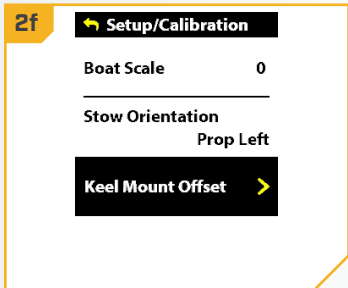 2f
Setup/Calibration
Boat Scale 0
Stow Orientation
Prop Left
Keel Mount Offset